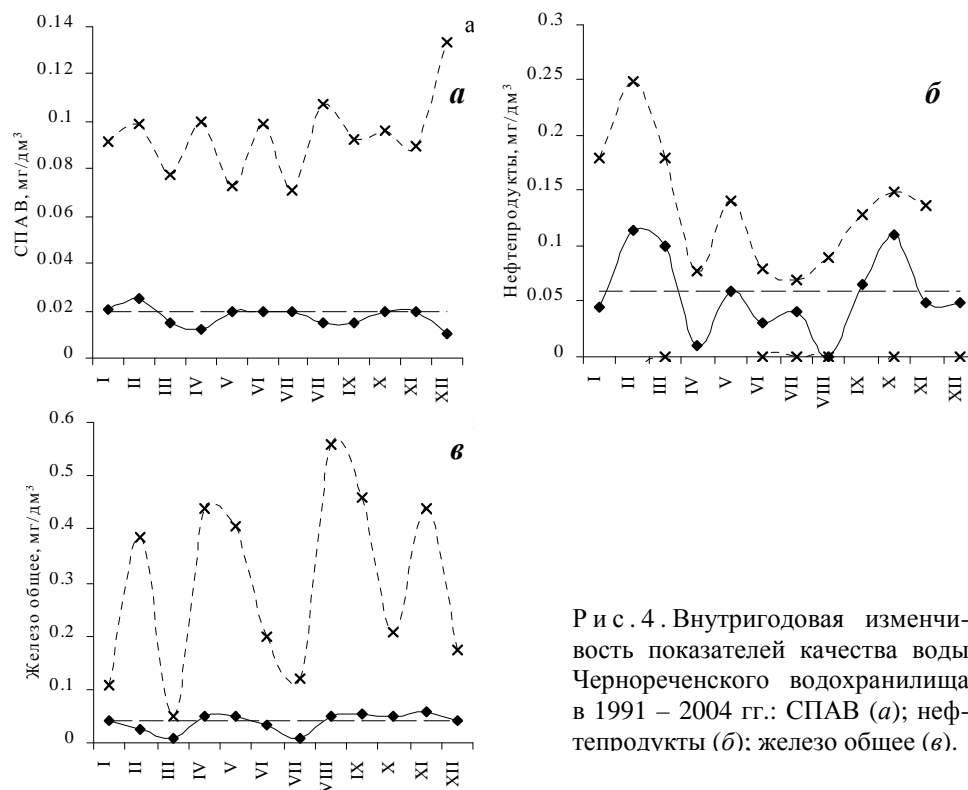 а
а
СПАВ, мг/дм³
0.14
0.12
0.1
0.08
0.06
0.04
0.02
0
I II III IV V VI VII VII IX X XI XII
б
Нефтепродукты, мг/дм³
0.3
0.25
0.2
0.15
0.1
0.05
0
I II III IV V VI VII VIII IX X XI XII
в
Железо общее, мг/дм³
0.6
0.5
0.4
0.3
0.2
0.1
0
I II III IV V VI VII VIII IX X XI XII
Рис.4. Внутригодовая изменчи-
вость показателей качества воды
Чернореченского водохранилища
в 1991 – 2004 гг.: СПАВ (а); неф-
тепродукты (б); железо общее (в).